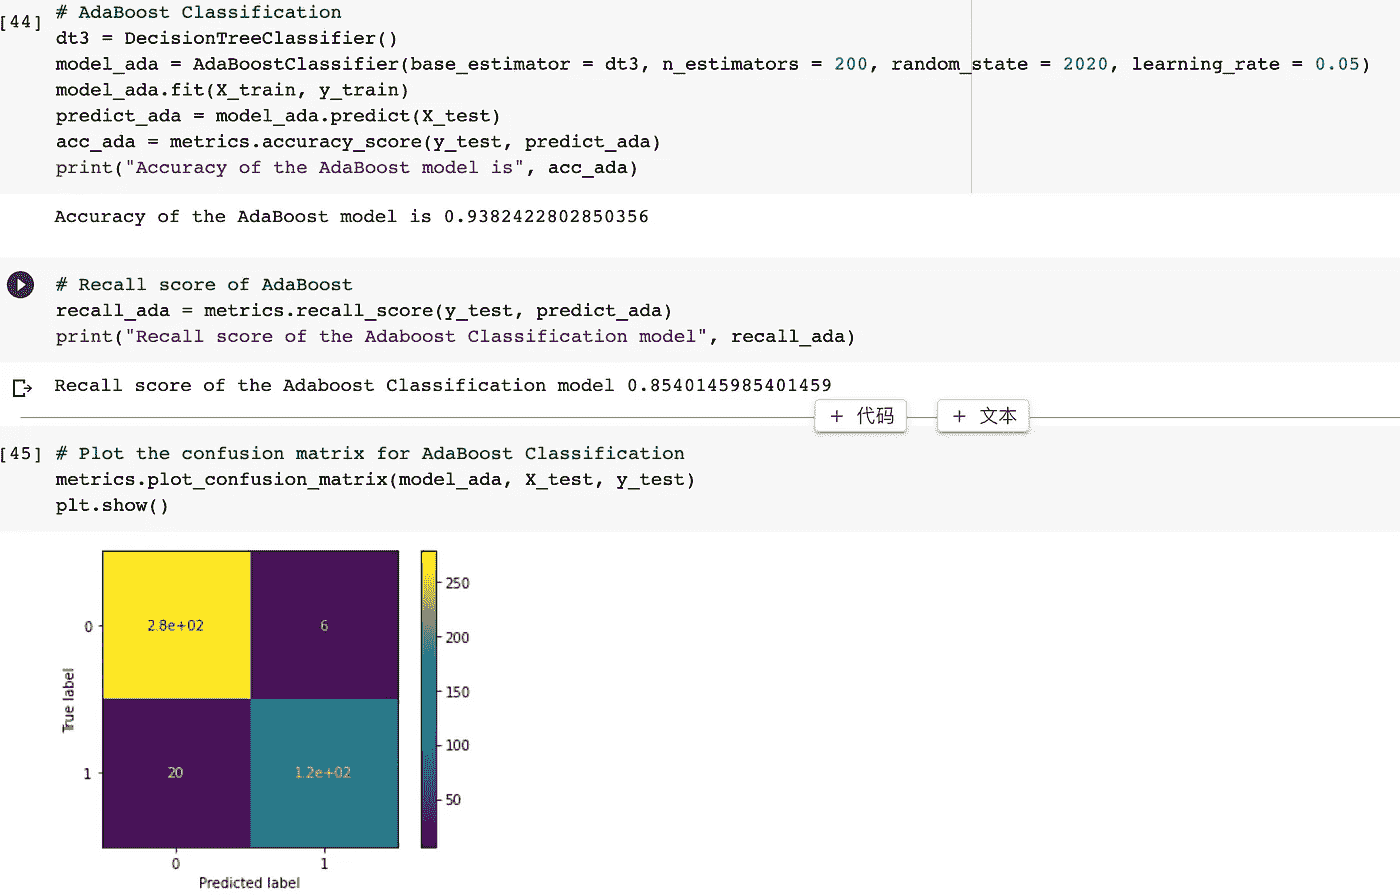 [44] # AdaBoost Classification
dt3 = DecisionTreeClassifier()
model_ada = AdaBoostClassifier(base_estimator = dt3, n_estimators = 200, random_state = 2020, learning_rate = 0.05)
model_ada.fit(X_train, y_train)
predict_ada = model_ada.predict(X_test)
acc_ada = metrics.accuracy_score(y_test, predict_ada)
print("Accuracy of the AdaBoost model is", acc_ada)
Accuracy of the AdaBoost model is 0.9382422802850356
# Recall score of AdaBoost
recall_ada = metrics.recall_score(y_test, predict_ada)
print("Recall score of the Adaboost Classification model", recall_ada)
Recall score of the Adaboost Classification model 0.8540145985401459
+ 代码 + 文本
[45] # Plot the confusion matrix for AdaBoost Classification
metrics.plot_confusion_matrix(model_ada, X_test, y_test)
plt.show()
250
0 2.8e+02 6
200
150
True label
100
1 20 1.2e+02
50
0 1
Predicted label